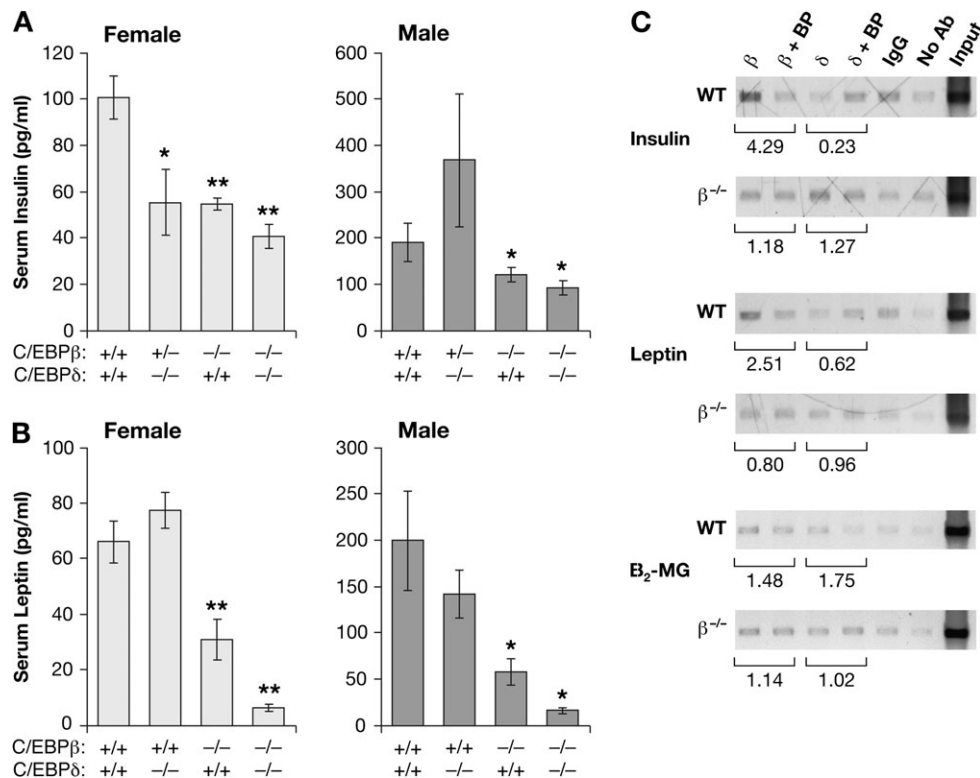 A
Female
Male
Serum Insulin (pg/ml)
120
100
80
60
40
20
0
*
**
**
600
500
400
300
200
100
0
*
*
C/EBPβ: +/+ +/– –/– –/–
C/EBPδ: +/+ –/– +/+ –/–
+/+ +/– –/– –/–
+/+ –/– +/+ –/–
B
Female
Male
Serum Leptin (pg/ml)
100
80
60
40
20
0
**
**
300
250
200
150
100
50
0
*
*
C/EBPβ: +/+ +/+ –/– –/–
C/EBPδ: +/+ –/– +/+ –/–
+/+ +/+ –/– –/–
+/+ –/– +/+ –/–
C
β β + BP δ δ + BP IgG No Ab Input
WT
Insulin
4.29 0.23
β–/–
1.18 1.27
WT
Leptin
2.51 0.62
β–/–
0.80 0.96
WT
B₂-MG
1.48 1.75
β–/–
1.14 1.02